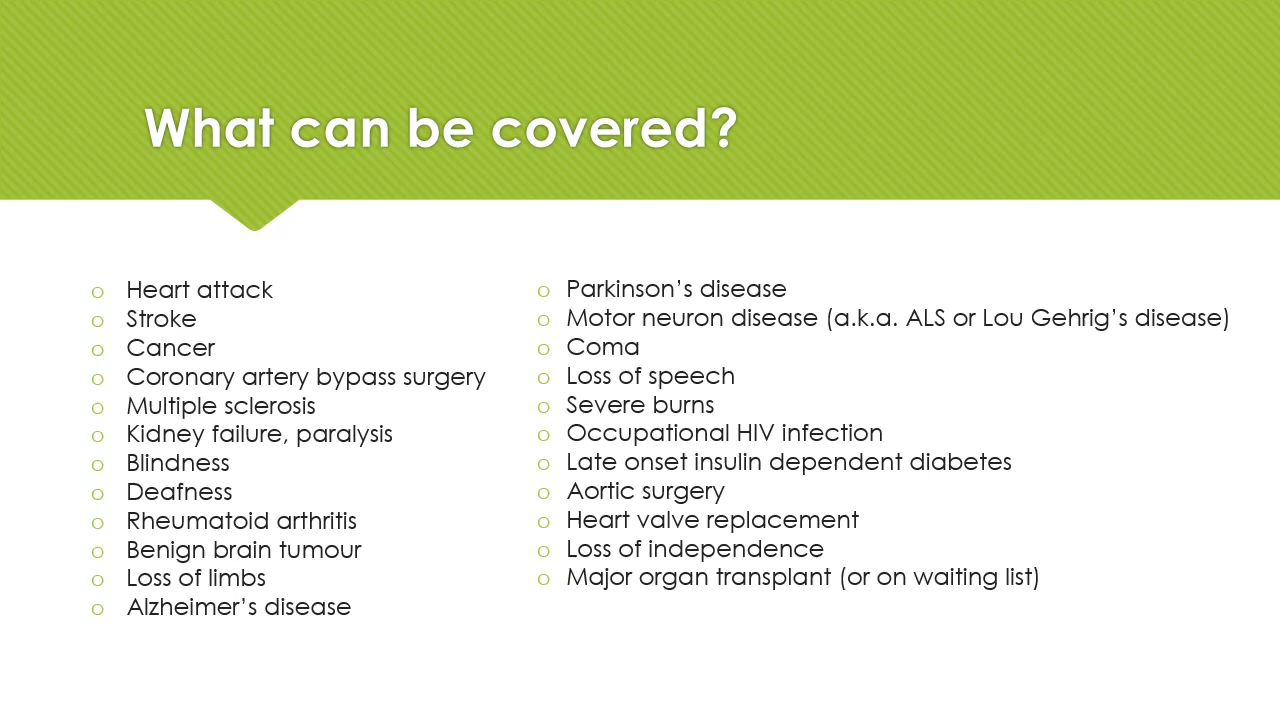 What can be covered?
o Heart attack
o Stroke
o Cancer
o Coronary artery bypass surgery
o Multiple sclerosis
o Kidney failure, paralysis
o Blindness
o Deafness
o Rheumatoid arthritis
o Benign brain tumour
o Loss of limbs
o Alzheimer’s disease
o Parkinson’s disease
o Motor neuron disease (a.k.a. ALS or Lou Gehrig’s disease)
o Coma
o Loss of speech
o Severe burns
o Occupational HIV infection
o Late onset insulin dependent diabetes
o Aortic surgery
o Heart valve replacement
o Loss of independence
o Major organ transplant (or on waiting list)